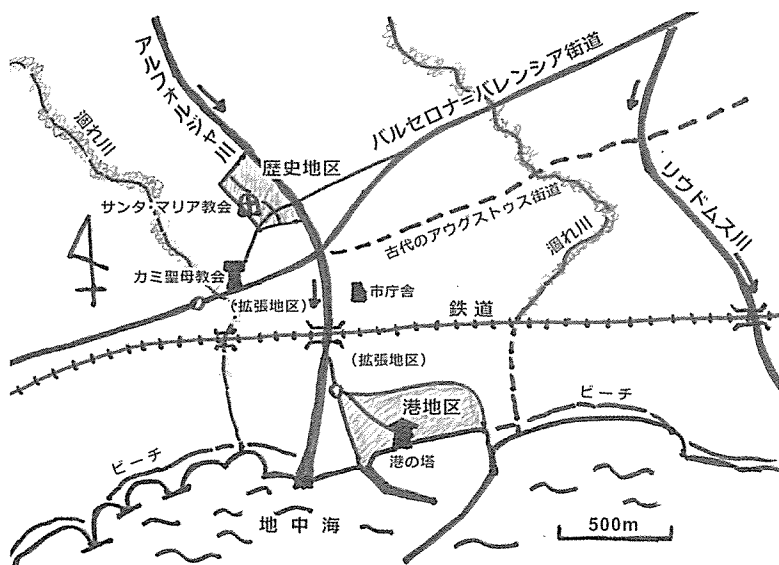 アルフォルジャ川
涸れ川
バルセロナ=バレンシア街道
歴史地区
サンタ・マリア教会
古代のアウグストゥス街道
リウドムス川
涸れ川
カミ聖母教会
(拡張地区)
市庁舎
鉄道
(拡張地区)
港地区
ビーチ
港の塔
ビーチ
地中海
500m